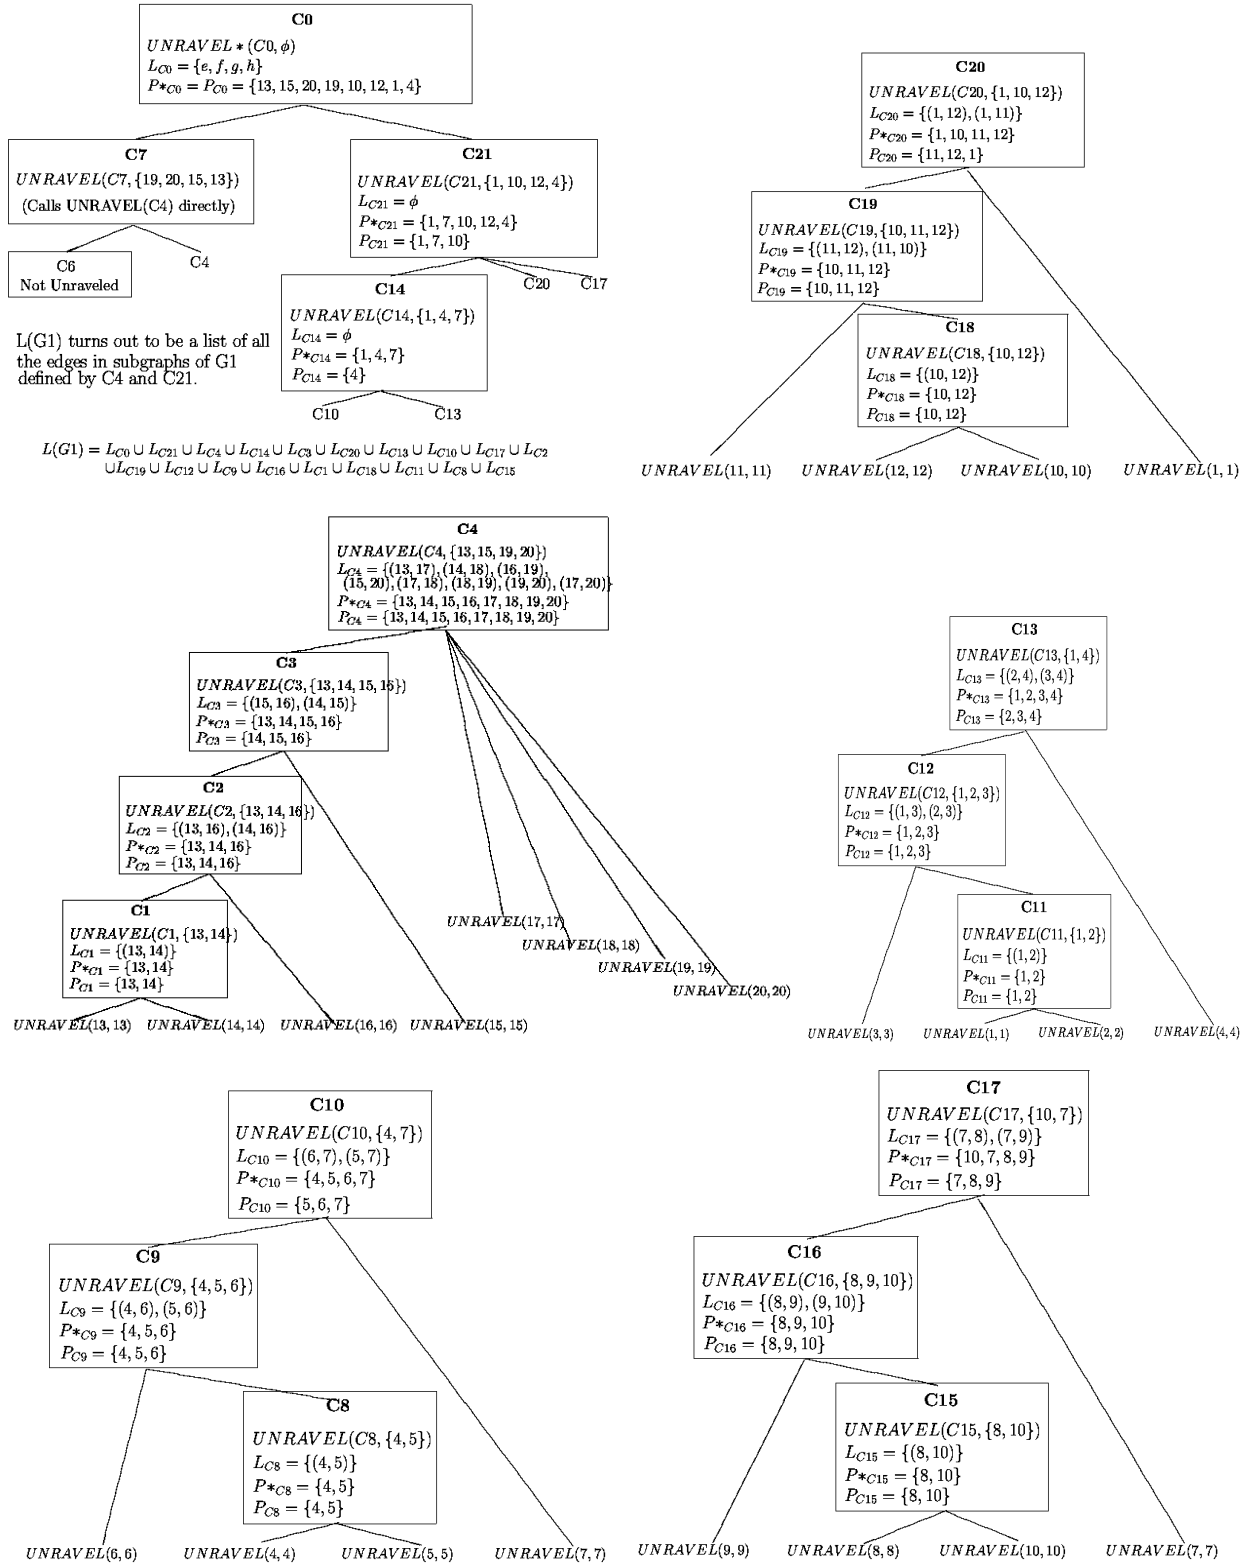 C0
UNRAVEL * (C0, ϕ)
L_C0 = {e, f, g, h}
P*_C0 = P_C0 = {13, 15, 20, 19, 10, 12, 1, 4}
C7
UNRAVEL(C7, {19, 20, 15, 13})
(Calls UNRAVEL(C4) directly)
C6
Not Unraveled
C4
C21
UNRAVEL(C21, {1, 10, 12, 4})
L_C21 = ϕ
P*_C21 = {1, 7, 10, 12, 4}
P_C21 = {1, 7, 10}
C20
C17
C14
UNRAVEL(C14, {1, 4, 7})
L_C14 = ϕ
P*_C14 = {1, 4, 7}
P_C14 = {4}
C10
C13
L(G1) turns out to be a list of all
the edges in subgraphs of G1
defined by C4 and C21.
L(G1) = L_C0 ∪ L_C21 ∪ L_C4 ∪ L_C14 ∪ L_C3 ∪ L_C20 ∪ L_C13 ∪ L_C10 ∪ L_C17 ∪ L_C2
∪L_C19 ∪ L_C12 ∪ L_C9 ∪ L_C16 ∪ L_C1 ∪ L_C18 ∪ L_C11 ∪ L_C8 ∪ L_C15
C20
UNRAVEL(C20, {1, 10, 12})
L_C20 = {(1, 12), (1, 11)}
P*_C20 = {1, 10, 11, 12}
P_C20 = {11, 12, 1}
C19
UNRAVEL(C19, {10, 11, 12})
L_C19 = {(11, 12), (11, 10)}
P*_C19 = {10, 11, 12}
P_C19 = {10, 11, 12}
C18
UNRAVEL(C18, {10, 12})
L_C18 = {(10, 12)}
P*_C18 = {10, 12}
P_C18 = {10, 12}
UNRAVEL(11, 11)
UNRAVEL(12, 12)
UNRAVEL(10, 10)
UNRAVEL(1, 1)
C4
UNRAVEL(C4, {13, 15, 19, 20})
L_C4 = {(13, 17), (14, 18), (16, 19),
(15, 20), (17, 18), (18, 19), (19, 20), (17, 20)}
P*_C4 = {13, 14, 15, 16, 17, 18, 19, 20}
P_C4 = {13, 14, 15, 16, 17, 18, 19, 20}
C3
UNRAVEL(C3, {13, 14, 15, 16})
L_C3 = {(15, 16), (14, 15)}
P*_C3 = {13, 14, 15, 16}
P_C3 = {14, 15, 16}
C2
UNRAVEL(C2, {13, 14, 16})
L_C2 = {(13, 16), (14, 16)}
P*_C2 = {13, 14, 16}
P_C2 = {13, 14, 16}
C1
UNRAVEL(C1, {13, 14})
L_C1 = {(13, 14)}
P*_C1 = {13, 14}
P_C1 = {13, 14}
UNRAVEL(17, 17)
UNRAVEL(18, 18)
UNRAVEL(19, 19)
UNRAVEL(20, 20)
UNRAVEL(13, 13)
UNRAVEL(14, 14)
UNRAVEL(16, 16)
UNRAVEL(15, 15)
C13
UNRAVEL(C13, {1, 4})
L_C13 = {(2, 4), (3, 4)}
P*_C13 = {1, 2, 3, 4}
P_C13 = {2, 3, 4}
C12
UNRAVEL(C12, {1, 2, 3})
L_C12 = {(1, 3), (2, 3)}
P*_C12 = {1, 2, 3}
P_C12 = {1, 2, 3}
C11
UNRAVEL(C11, {1, 2})
L_C11 = {(1, 2)}
P*_C11 = {1, 2}
P_C11 = {1, 2}
UNRAVEL(3, 3)
UNRAVEL(1, 1)
UNRAVEL(2, 2)
UNRAVEL(4, 4)
C10
UNRAVEL(C10, {4, 7})
L_C10 = {(6, 7), (5, 7)}
P*_C10 = {4, 5, 6, 7}
P_C10 = {5, 6, 7}
C9
UNRAVEL(C9, {4, 5, 6})
L_C9 = {(4, 6), (5, 6)}
P*_C9 = {4, 5, 6}
P_C9 = {4, 5, 6}
C8
UNRAVEL(C8, {4, 5})
L_C8 = {(4, 5)}
P*_C8 = {4, 5}
P_C8 = {4, 5}
UNRAVEL(6, 6)
UNRAVEL(4, 4)
UNRAVEL(5, 5)
UNRAVEL(7, 7)
C17
UNRAVEL(C17, {10, 7})
L_C17 = {(7, 8), (7, 9)}
P*_C17 = {10, 7, 8, 9}
P_C17 = {7, 8, 9}
C16
UNRAVEL(C16, {8, 9, 10})
L_C16 = {(8, 9), (9, 10)}
P*_C16 = {8, 9, 10}
P_C16 = {8, 9, 10}
C15
UNRAVEL(C15, {8, 10})
L_C15 = {(8, 10)}
P*_C15 = {8, 10}
P_C15 = {8, 10}
UNRAVEL(9, 9)
UNRAVEL(8, 8)
UNRAVEL(10, 10)
UNRAVEL(7, 7)